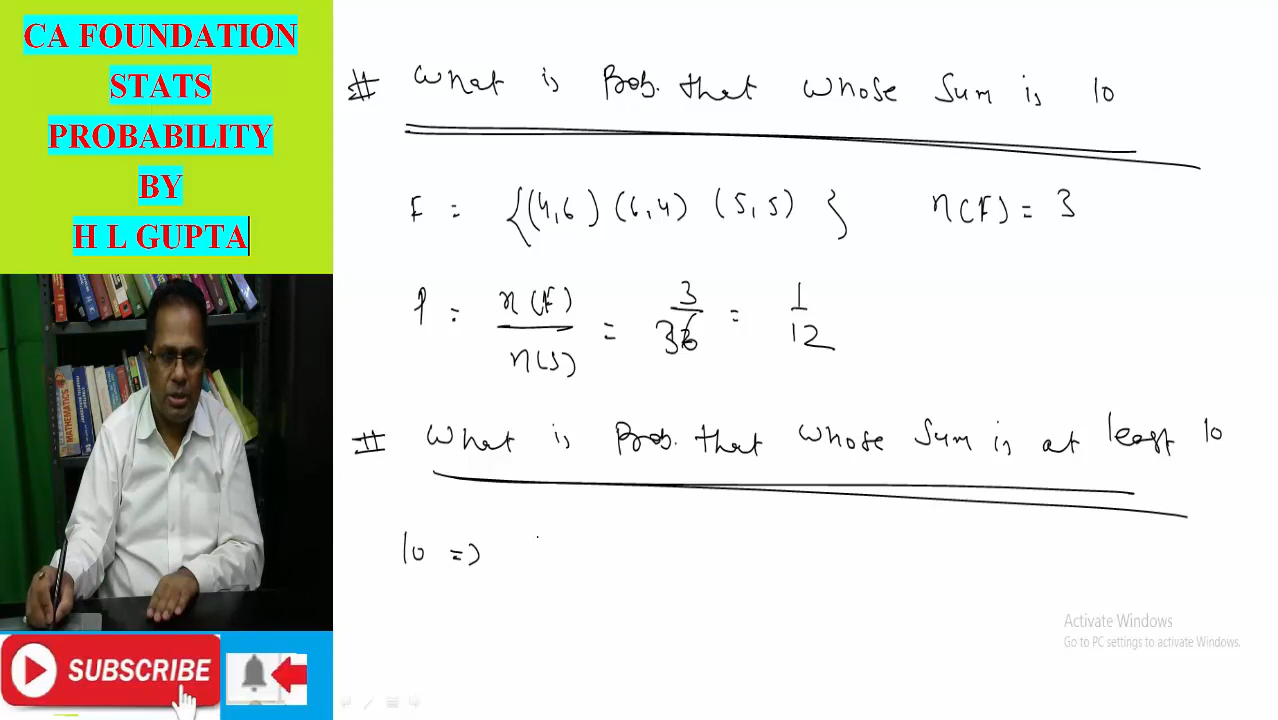 CA FOUNDATION
STATS
PROBABILITY
BY
H L GUPTA
# What is Prob. that whose sum is 10
E = {(4,6) (6,4) (5,5)} n(E) = 3
P = n(E)/n(S) = 3/36 = 1/12
# What is Prob. that whose sum is at least 10
10 =>
MATHEMATICS
SUBSCRIBE
Activate Windows
Go to PC settings to activate Windows.